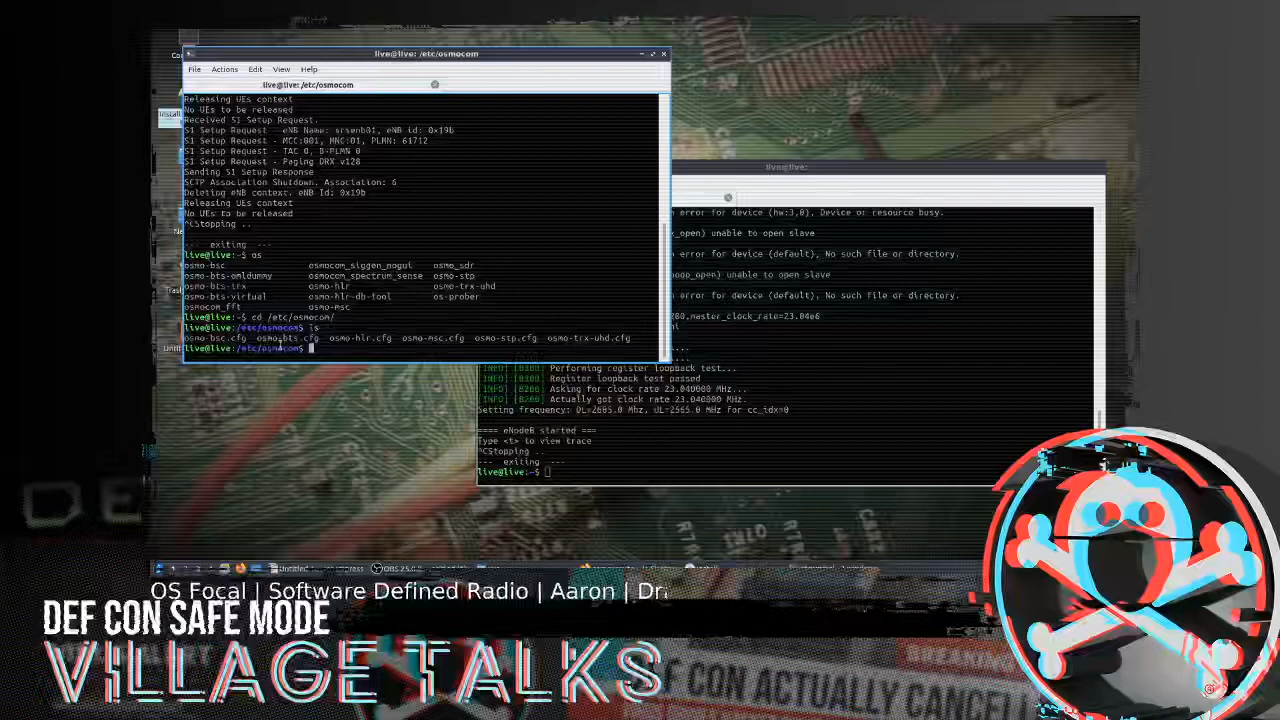 live@live: /etc/osmocom
File Actions Edit View Help
live@live: /etc/osmocom
Releasing UEs context
No UEs to be released
Received S1 Setup Request.
S1 Setup Request - eNB Name: srsenb01, eNB id: 0x19b
S1 Setup Request - MCC:001, MNC:01, PLMN: 61712
S1 Setup Request - TAC 0, B-PLMN 0
S1 Setup Request - Paging DRX v128
Sending S1 Setup Response
SCTP Association Shutdown. Association: 6
Deleting eNB context. eNB Id: 0x19b
Releasing UEs context
No UEs to be released
^CStopping ..
--- exiting ---
live@live:~$ os
osmo-bsc osmocom_siggen_nogui osmo_sdr
osmo-bts-omldummy osmocom_spectrum_sense osmo-stp
osmo-bts-trx osmo-hlr osmo-trx-uhd
osmo-bts-virtual osmo-hlr-db-tool os-prober
osmocom_fft osmo-msc
live@live:~$ cd /etc/osmocom/
live@live:/etc/osmocom$ ls
osmo-bsc.cfg osmo-bts.cfg osmo-hlr.cfg osmo-msc.cfg osmo-stp.cfg osmo-trx-uhd.cfg
live@live:/etc/osmocom$
Install
live@live:
error for device (hw:3,0), Device or resource busy.
_open) unable to open slave
error for device (default), No such file or directory.
_open) unable to open slave
error for device (default), No such file or directory.
,master_clock_rate=23.04e6
[INFO] [B200] Performing register loopback test...
[INFO] [B200] Register loopback test passed
[INFO] [B200] Asking for clock rate 23.040000 MHz...
[INFO] [B200] Actually got clock rate 23.040000 MHz.
Setting frequency: DL=2685.0 Mhz, UL=2565.0 MHz for cc_idx=0
==== eNodeB started ===
Type <t> to view trace
^CStopping ..
--- exiting ---
live@live:~$
OS Focal | Software Defined Radio | Aaron | Dr
DEF CON SAFE MODE
VILLAGE TALKS
DEF CON ACTUALLY CANCELL